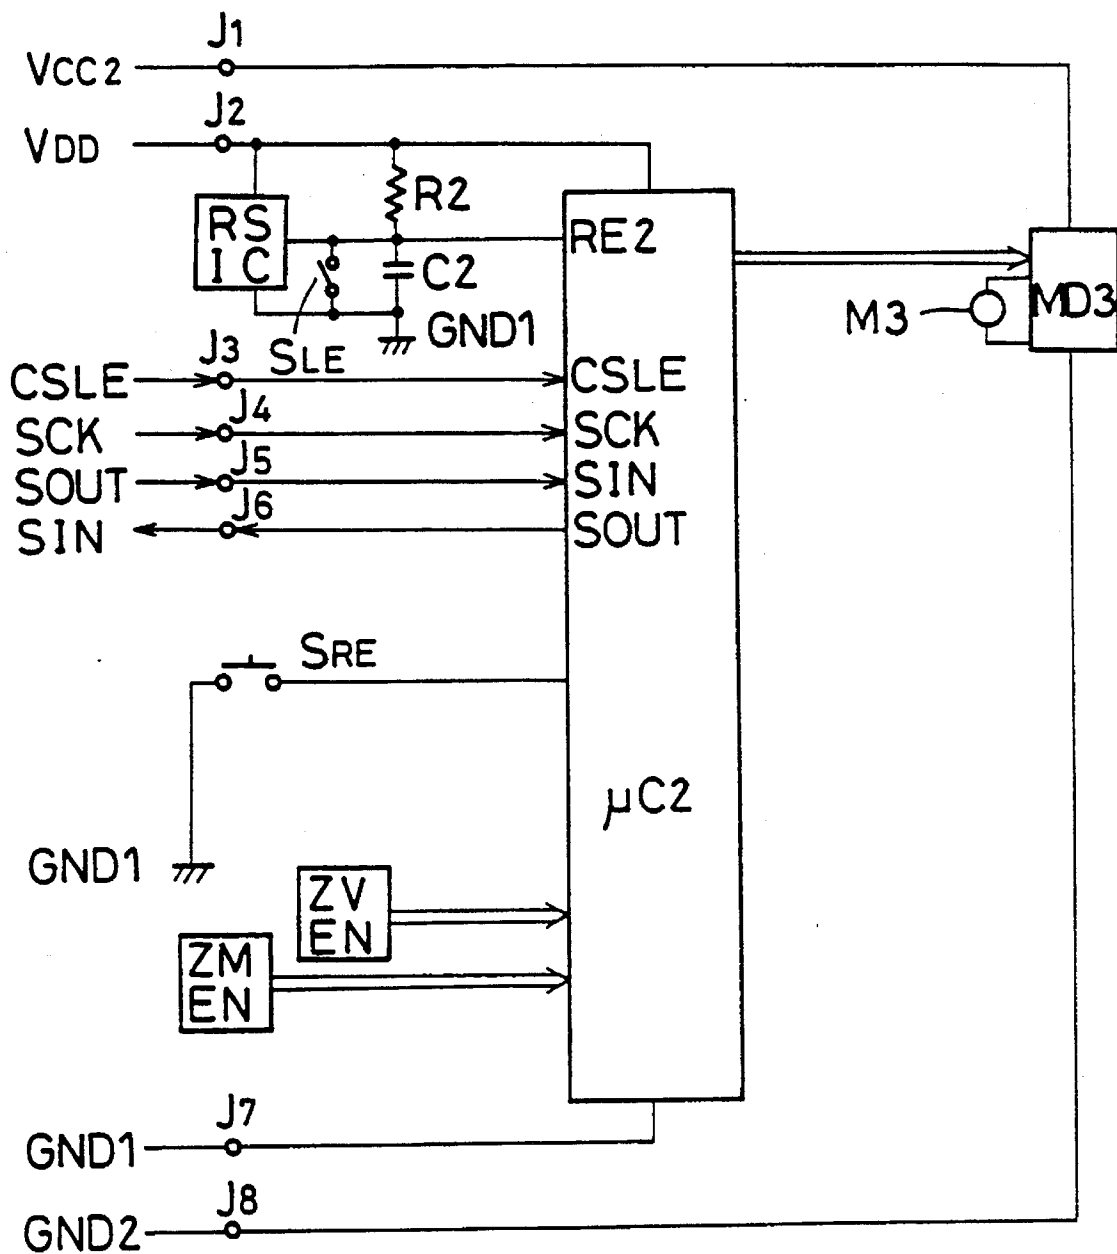 J1
VCC2
J2
VDD
R2
RS
IC
RE2
C2
MD3
M3
GND1
SLE
J3
CSLE
CSLE
J4
SCK
SCK
J5
SOUT
SIN
J6
SIN
SOUT
SRE
μC2
GND1
ZV
EN
ZM
EN
J7
GND1
J8
GND2